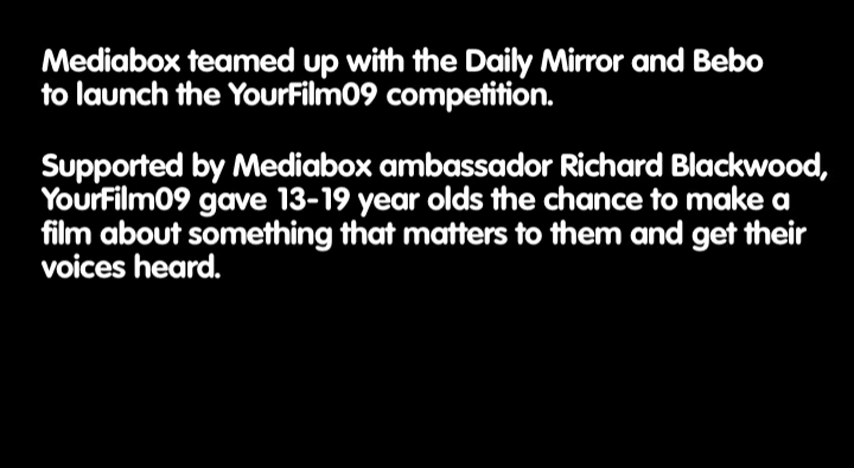 Mediabox teamed up with the Daily Mirror and Bebo
to launch the YourFilm09 competition.
Supported by Mediabox ambassador Richard Blackwood,
YourFilm09 gave 13-19 year olds the chance to make a
film about something that matters to them and get their
voices heard.